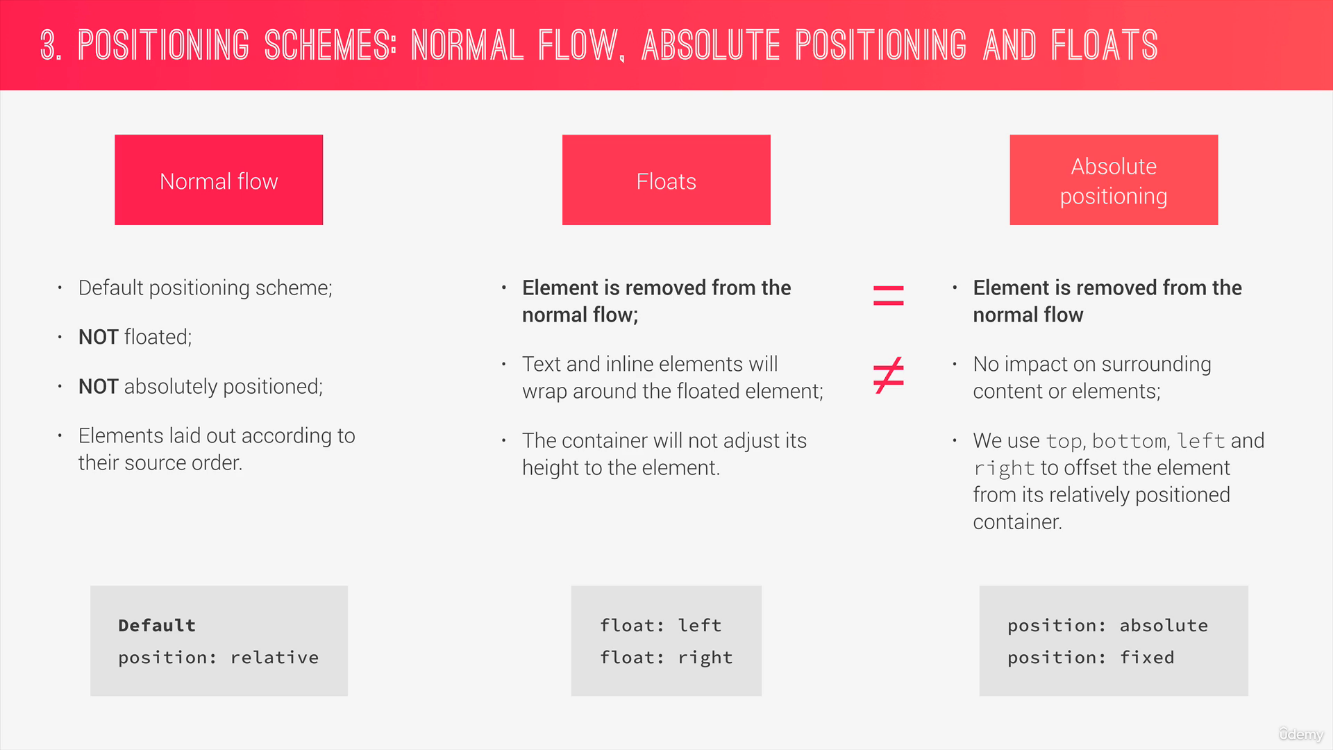 3. POSITIONING SCHEMES: NORMAL FLOW, ABSOLUTE POSITIONING AND FLOATS
Normal flow
• Default positioning scheme;
• NOT floated;
• NOT absolutely positioned;
• Elements laid out according to
their source order.
Default
position: relative
Floats
• Element is removed from the
normal flow;
• Text and inline elements will
wrap around the floated element;
• The container will not adjust its
height to the element.
float: left
float: right
=
≠
Absolute
positioning
• Element is removed from the
normal flow
• No impact on surrounding
content or elements;
• We use top, bottom, left and
right to offset the element
from its relatively positioned
container.
position: absolute
position: fixed
ûdemy